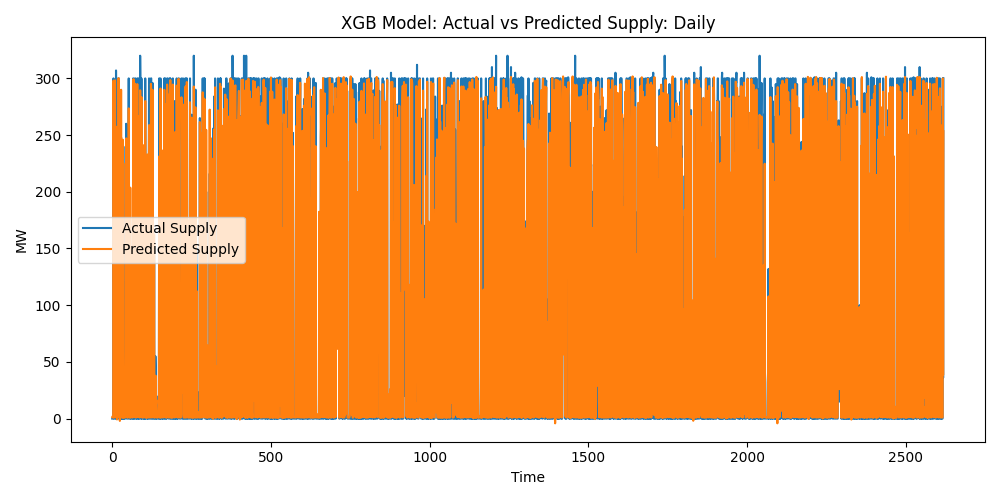 XGB Model: Actual vs Predicted Supply: Daily
300
250
200
150
100
50
0
MW
Actual Supply
Predicted Supply
0 500 1000 1500 2000 2500
Time